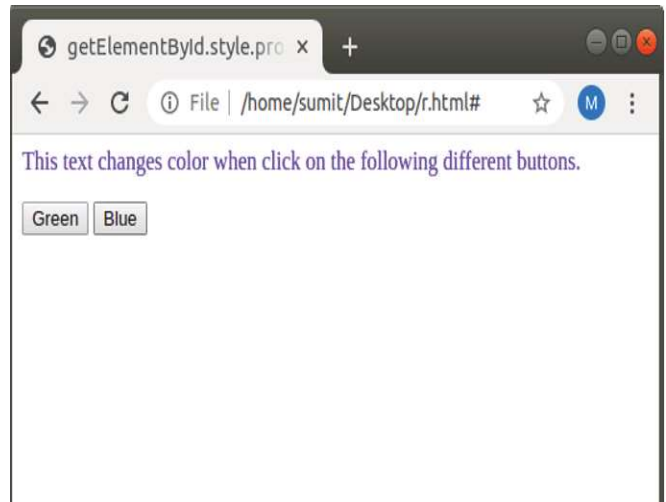 getElementById.style.pro
File | /home/sumit/Desktop/r.html#
M
This text changes color when click on the following different buttons.
Green Blue